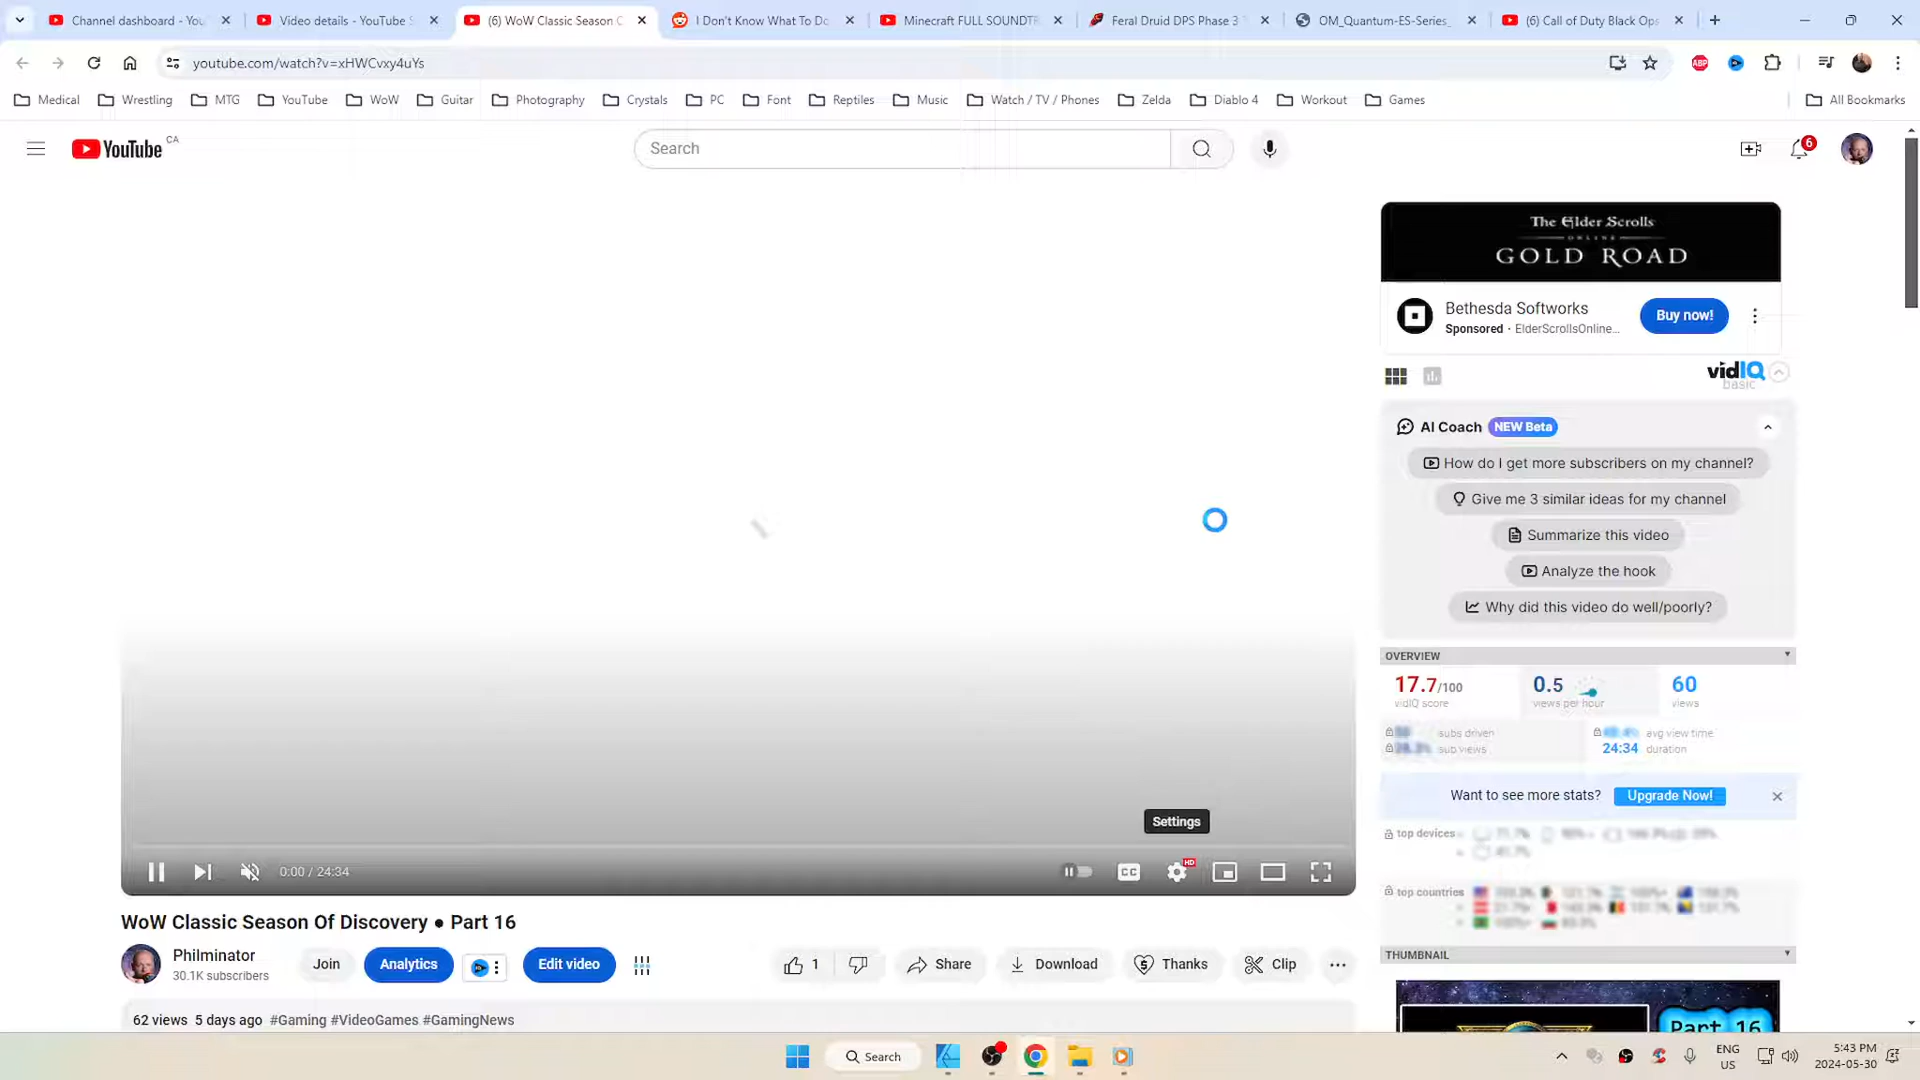 Channel dashboard - You
Video details - YouTube S
(6) WoW Classic Season O
I Don't Know What To Do
Minecraft FULL SOUNDTR
Feral Druid DPS Phase 3
OM_Quantum-ES-Series_
(6) Call of Duty Black Ops
youtube.com/watch?v=xHWCvxy4uYs
ABP
Medical Wrestling MTG YouTube WoW Guitar Photography Crystals PC Font Reptiles Music Watch / TV / Phones Zelda Diablo 4 Workout Games All Bookmarks
YouTube CA
Search
6
The Elder Scrolls
ONLINE
GOLD ROAD
Bethesda Softworks
Sponsored · ElderScrollsOnline...
Buy now!
vidIQ
basic
AI Coach NEW Beta
How do I get more subscribers on my channel?
Give me 3 similar ideas for my channel
Summarize this video
Analyze the hook
Why did this video do well/poorly?
OVERVIEW
17.7/100 0.5 60
vidIQ score views per hour views
subs driven avg view time
sub views 24:34 duration
Want to see more stats? Upgrade Now!
top devices
top countries
THUMBNAIL
Part 16
Settings
0:00 / 24:34
CC
HD
WoW Classic Season Of Discovery ● Part 16
Philminator
30.1K subscribers
Join
Analytics
Edit video
1
Share
Download
Thanks
Clip
62 views 5 days ago #Gaming #VideoGames #GamingNews
Search
ENG
US
5:43 PM
2024-05-30